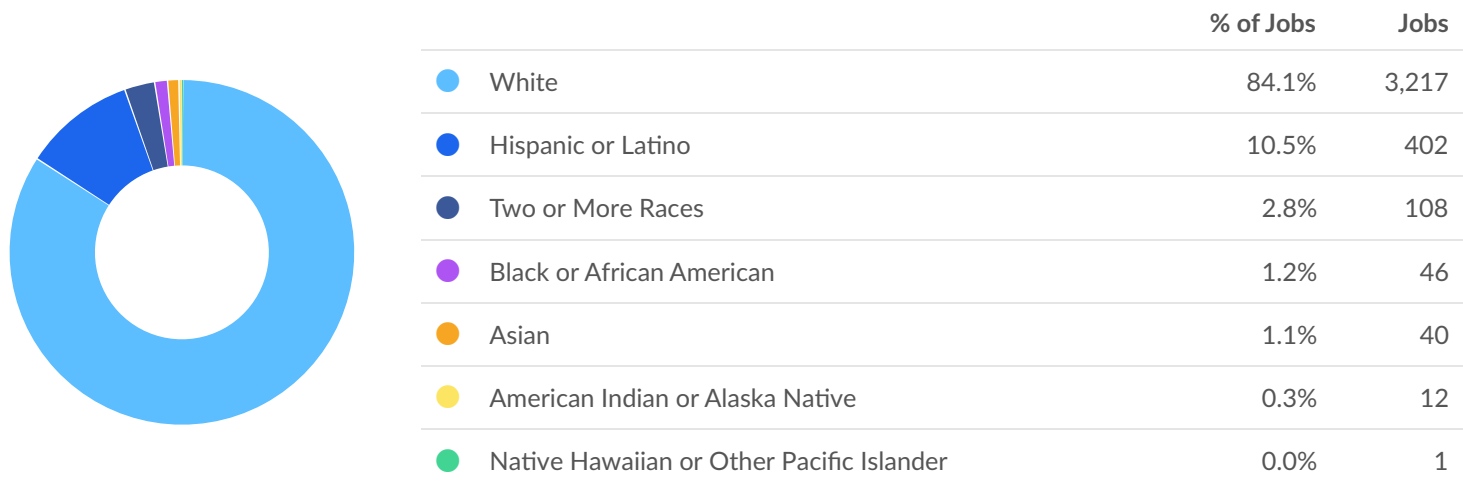 % of Jobs Jobs
White 84.1% 3,217
Hispanic or Latino 10.5% 402
Two or More Races 2.8% 108
Black or African American 1.2% 46
Asian 1.1% 40
American Indian or Alaska Native 0.3% 12
Native Hawaiian or Other Pacific Islander 0.0% 1